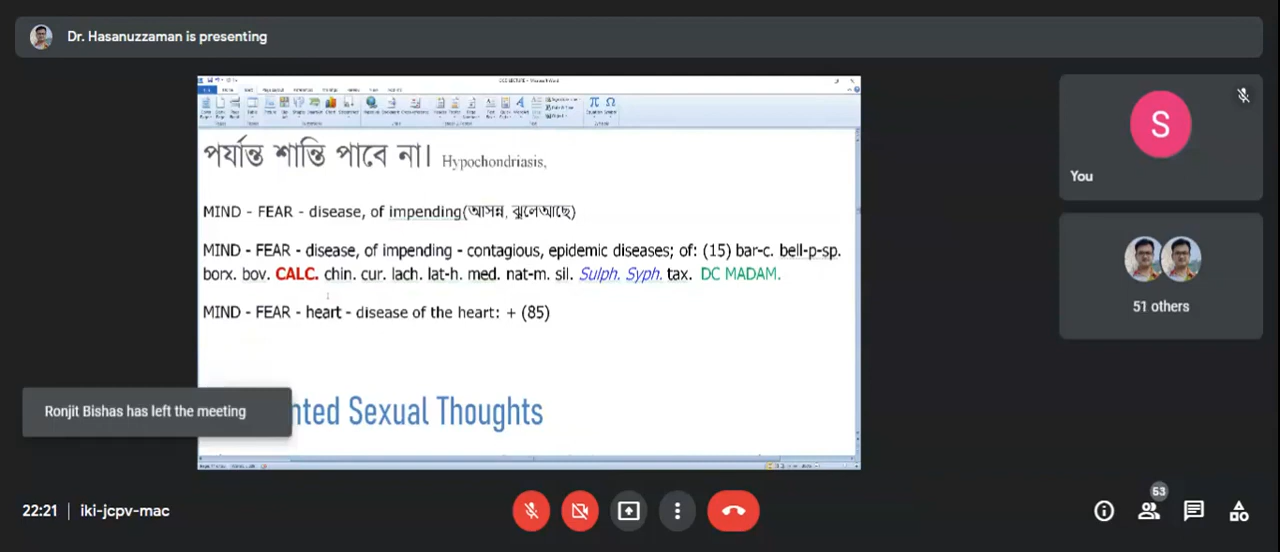 Dr. Hasanuzzaman is presenting
পর্যান্ত শান্তি পাবে না। Hypochondriasis,
MIND - FEAR - disease, of impending(আসন্ন, ঝুলেআছে)
MIND - FEAR - disease, of impending - contagious, epidemic diseases; of: (15) bar-c. bell-p-sp.
borx. bov. CALC. chin. cur. lach. lat-h. med. nat-m. sil. Sulph. Syph. tax. DC MADAM.
MIND - FEAR - heart - disease of the heart: + (85)
Sexual Thoughts
S
You
51 others
Ronjit Bishas has left the meeting
22:21 | iki-jcpv-mac
53